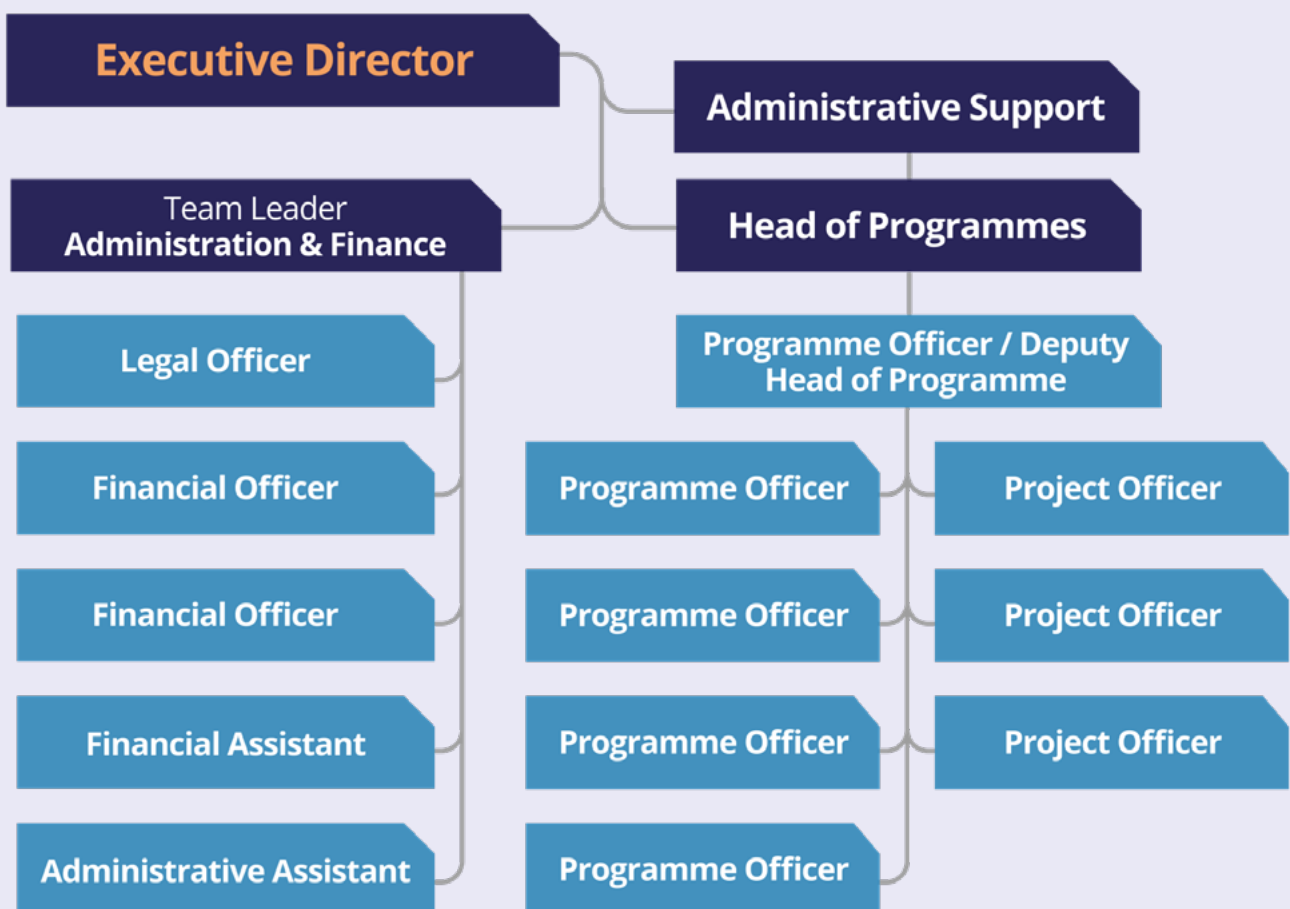 Executive Director
Administrative Support
Team Leader
Administration & Finance
Head of Programmes
Legal Officer
Programme Officer / Deputy
Head of Programme
Financial Officer
Programme Officer
Project Officer
Financial Officer
Programme Officer
Project Officer
Financial Assistant
Programme Officer
Project Officer
Administrative Assistant
Programme Officer